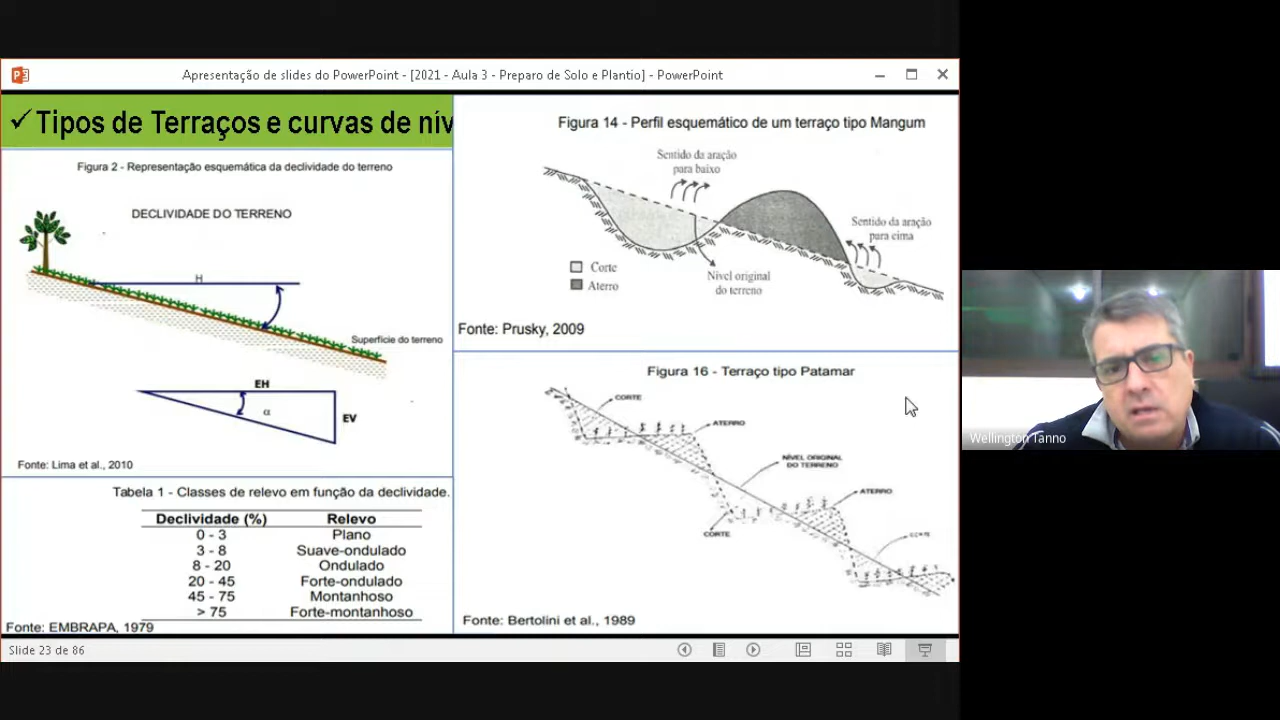 Apresentação de slides do PowerPoint - [2021 - Aula 3 - Preparo de Solo e Plantio] - PowerPoint
✓Tipos de Terraços e curvas de nív
Figura 2 - Representação esquemática da declividade do terreno
DECLIVIDADE DO TERRENO
H
Superfície do terreno
EH
α
EV
Fonte: Lima et al., 2010
Tabela 1 - Classes de relevo em função da declividade.
Declividade (%) Relevo
0 - 3 Plano
3 - 8 Suave-ondulado
8 - 20 Ondulado
20 - 45 Forte-ondulado
45 - 75 Montanhoso
> 75 Forte-montanhoso
Fonte: EMBRAPA, 1979
Figura 14 - Perfil esquemático de um terraço tipo Mangum
Sentido da aração
para baixo
Sentido da aração
para cima
Corte
Aterro
Nível original
do terreno
Fonte: Prusky, 2009
Figura 16 - Terraço tipo Patamar
CORTE
ATERRO
NÍVEL ORIGINAL
DO TERRENO
ATERRO
CORTE
Fonte: Bertolini et al., 1989
Slide 23 de 86
Wellington Tanno